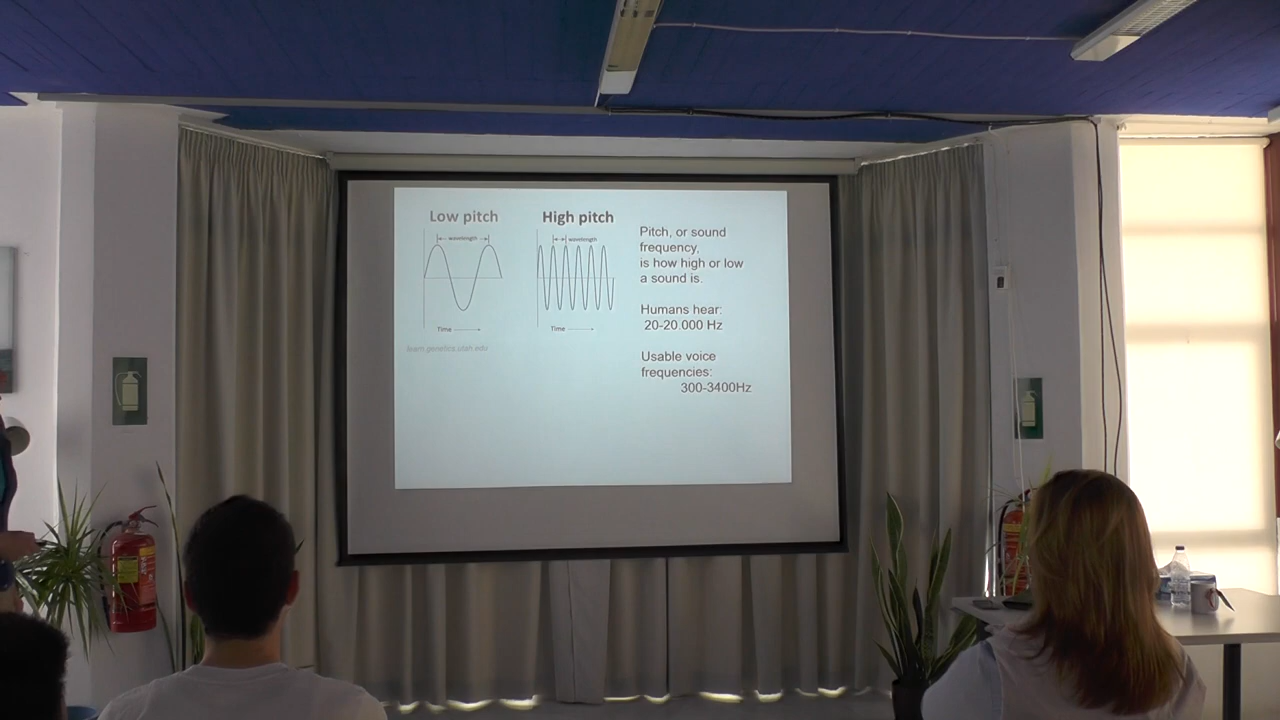 Low pitch
wavelength
Time
High pitch
wavelength
Time
learn.genetics.utah.edu
Pitch, or sound
frequency,
is how high or low
a sound is.
Humans hear:
20-20.000 Hz
Usable voice
frequencies:
300-3400Hz